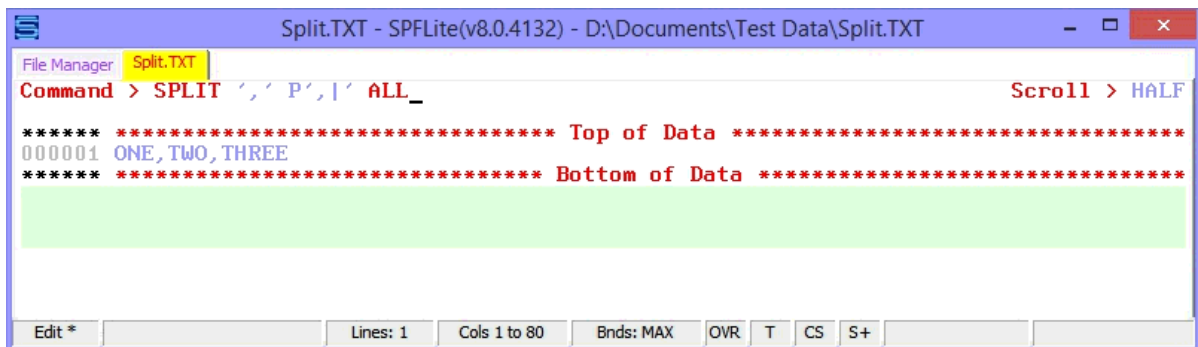 Split.TXT - SPFLite(v8.0.4132) - D:\Documents\Test Data\Split.TXT
File Manager Split.TXT
Command > SPLIT ',' P',|' ALL_ Scroll > HALF
****** ********************************* Top of Data **********************************
000001 ONE,TWO,THREE
****** ******************************** Bottom of Data ********************************
Edit * Lines: 1 Cols 1 to 80 Bnds: MAX OVR T CS S+